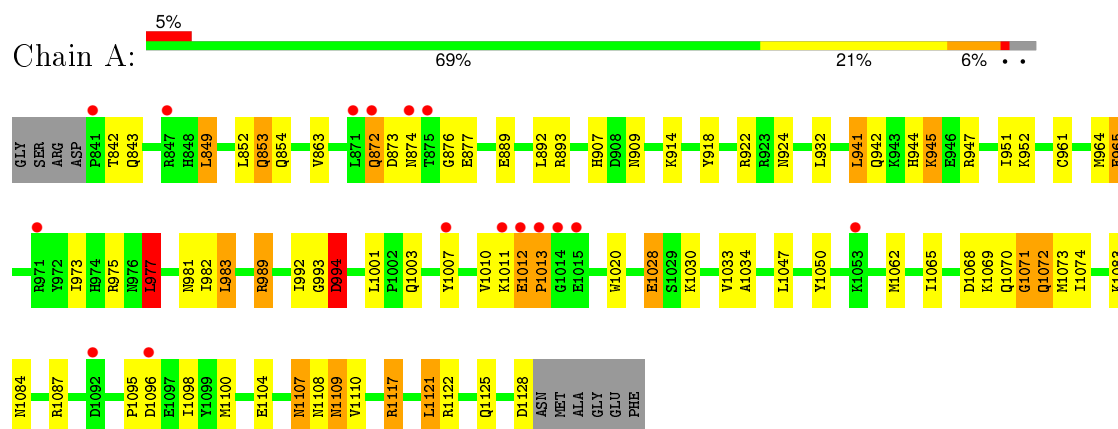 5%
Chain A:
69% 21% 6% • •
GLY SER ARG ASP P841 T842 Q843 R847 H848 L849 L852 Q853 Q854 V863 L871 Q872 D873 N874 T875 G876 E877 E889 L892 R893 H907 D908 N909 K914 Y918 R922 R923 N924 L932 L941 Q942 K943 H944 K945 E946 R947 I951 K952 C961 M964 E965
R971 Y972 I973 H974 R975 N976 L977 N981 I982 L983 R989 I992 G993 D994 L1001 P1002 Q1003 Y1007 V1010 K1011 E1012 P1013 G1014 E1015 W1020 E1028 S1029 K1030 V1033 A1034 L1047 Y1050 K1053 M1062 I1065 D1068 K1069 Q1070 G1071 Q1072 M1073 I1074 K1083
N1084 R1087 D1092 P1095 D1096 E1097 I1098 Y1099 M1100 E1104 N1107 N1108 N1109 V1110 R1117 L1121 R1122 Q1125 D1128 ASN MET ALA GLY GLU PHE